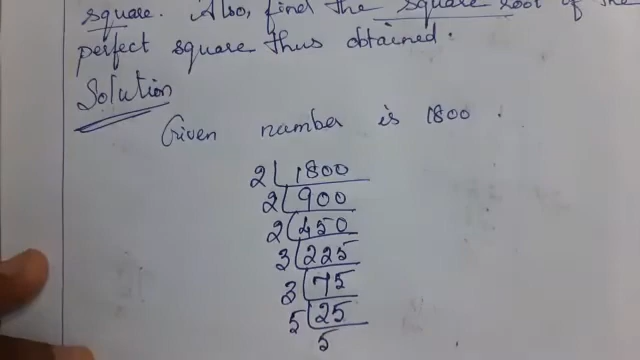 square. Also, find the square root of the
perfect square thus obtained.
Solution
Given number is 1800.
2 | 1800
2 | 900
2 | 450
3 | 225
3 | 75
5 | 25
5